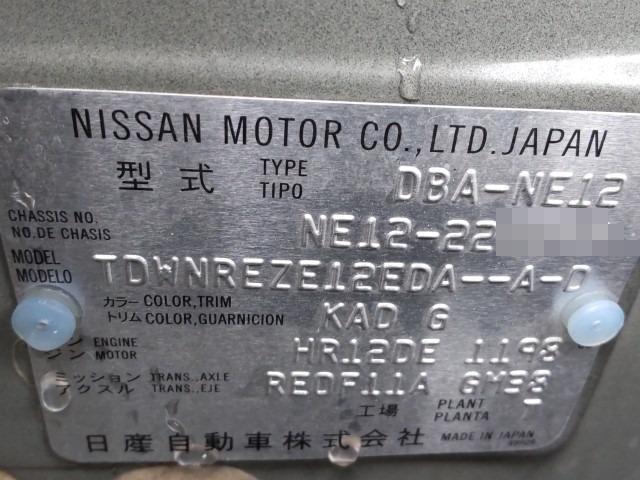 NISSAN MOTOR CO.,LTD. JAPAN
型式 TYPE TIPO DBA-NE12
CHASSIS NO. NO. DE CHASIS NE12-22
MODEL MODELO TDWNREZE12EDA--A-D
カラー COLOR,TRIM トリム COLOR,GUARNICION KAD G
ENGINE ジン MOTOR HR12DE 1198
ミッション TRANS.,AXLE アクスル TRANS.,EJE RE0F11A GM38
工場 PLANT PLANTA T
日産自動車株式会社 MADE IN JAPAN